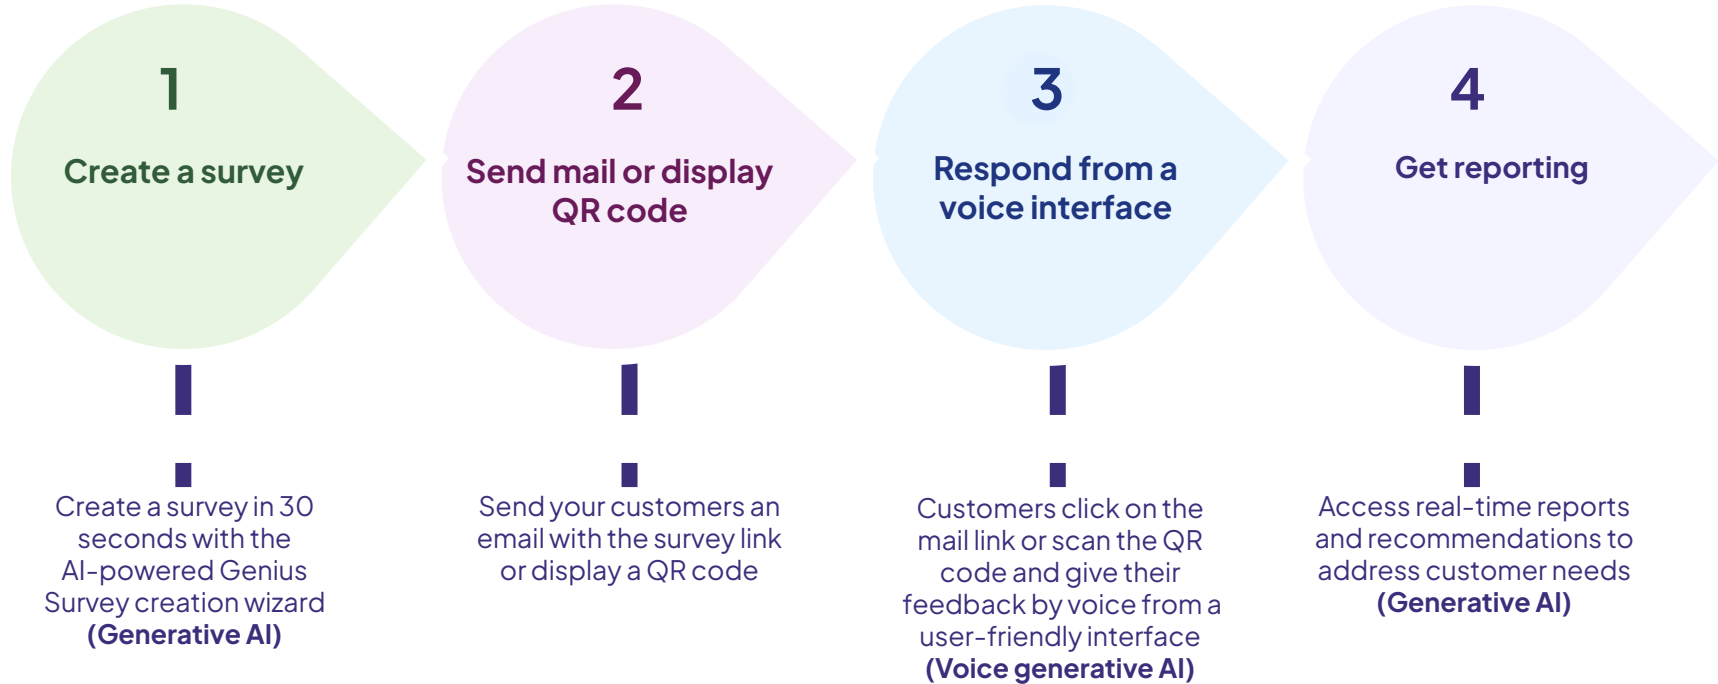 1
Create a survey
2
Send mail or display
QR code
3
Respond from a
voice interface
4
Get reporting
Create a survey in 30
seconds with the
AI-powered Genius
Survey creation wizard
(Generative AI)
Send your customers an
email with the survey link
or display a QR code
Customers click on the
mail link or scan the QR
code and give their
feedback by voice from a
user-friendly interface
(Voice generative AI)
Access real-time reports
and recommendations to
address customer needs
(Generative AI)